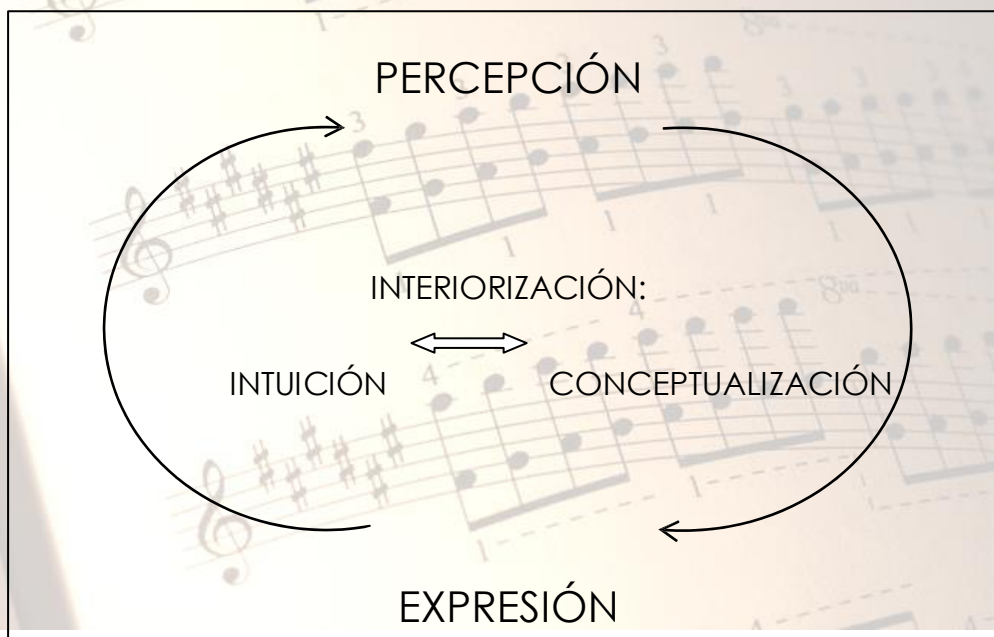 PERCEPCIÓN
INTERIORIZACIÓN:
INTUICIÓN CONCEPTUALIZACIÓN
EXPRESIÓN